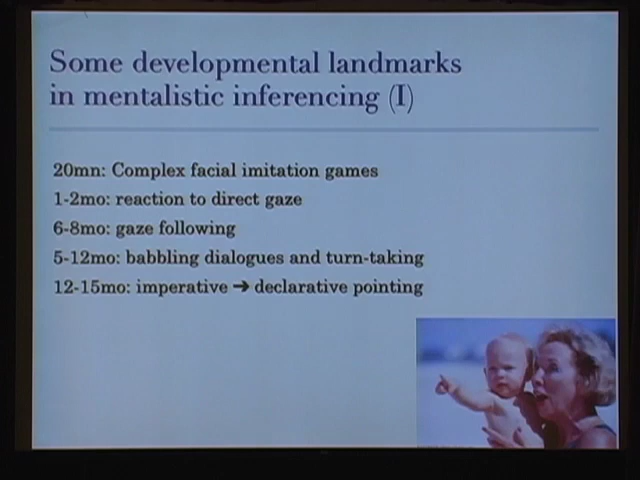 Some developmental landmarks
in mentalistic inferencing (I)
20mn: Complex facial imitation games
1-2mo: reaction to direct gaze
6-8mo: gaze following
5-12mo: babbling dialogues and turn-taking
12-15mo: imperative ➔ declarative pointing